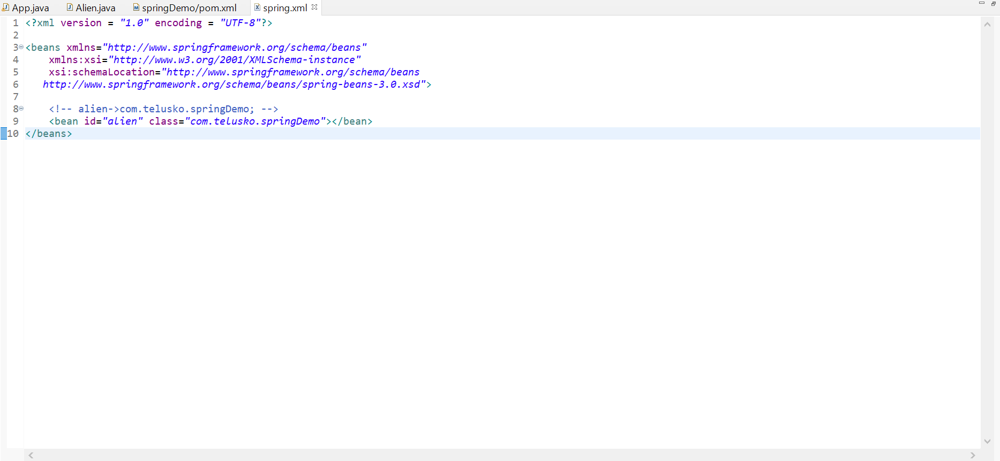 App.java Alien.java springDemo/pom.xml spring.xml
1 <?xml version = "1.0" encoding = "UTF-8"?>
2
3 <beans xmlns="http://www.springframework.org/schema/beans"
4 xmlns:xsi="http://www.w3.org/2001/XMLSchema-instance"
5 xsi:schemaLocation="http://www.springframework.org/schema/beans
6 http://www.springframework.org/schema/beans/spring-beans-3.0.xsd">
7
8 <!-- alien->com.telusko.springDemo; -->
9 <bean id="alien" class="com.telusko.springDemo"></bean>
10 </beans>